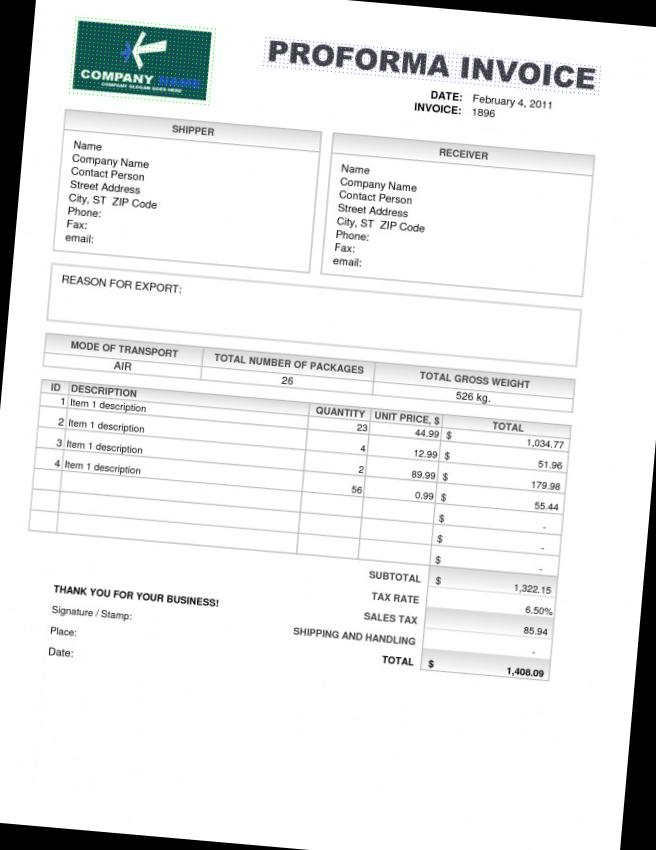 COMPANY NAME
COMPANY SLOGAN GOES HERE
PROFORMA INVOICE
DATE: February 4, 2011
INVOICE: 1896
SHIPPER
Name
Company Name
Contact Person
Street Address
City, ST ZIP Code
Phone:
Fax:
email:
RECEIVER
Name
Company Name
Contact Person
Street Address
City, ST ZIP Code
Phone:
Fax:
email:
REASON FOR EXPORT:
MODE OF TRANSPORT TOTAL NUMBER OF PACKAGES TOTAL GROSS WEIGHT
AIR 26 526 kg.
ID DESCRIPTION QUANTITY UNIT PRICE, $ TOTAL
1 Item 1 description 23 44.99 $ 1,034.77
2 Item 1 description 4 12.99 51.96
3 Item 1 description 2 89.99 $ 179.98
4 Item 1 description 56 0.99 $ 55.44
$ -
$ -
$ -
SUBTOTAL $ 1,322.15
TAX RATE 6.50%
SALES TAX 85.94
SHIPPING AND HANDLING -
TOTAL $ 1,408.09
THANK YOU FOR YOUR BUSINESS!
Signature / Stamp:
Place:
Date: